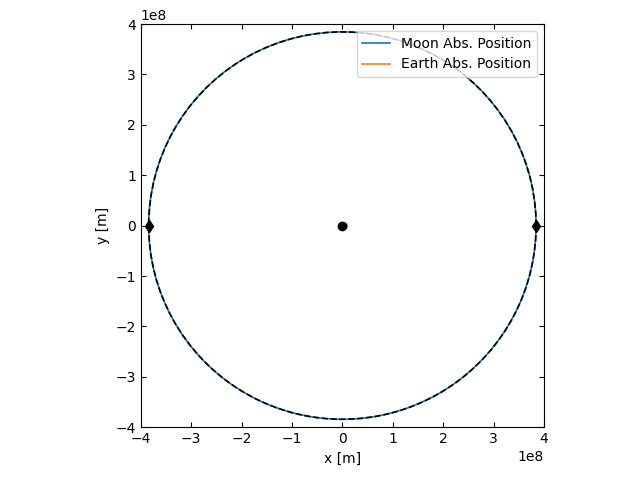 1e8
Moon Abs. Position
Earth Abs. Position
4
3
2
1
0
−1
−2
−3
−4
y [m]
−4 −3 −2 −1 0 1 2 3 4
x [m]
1e8